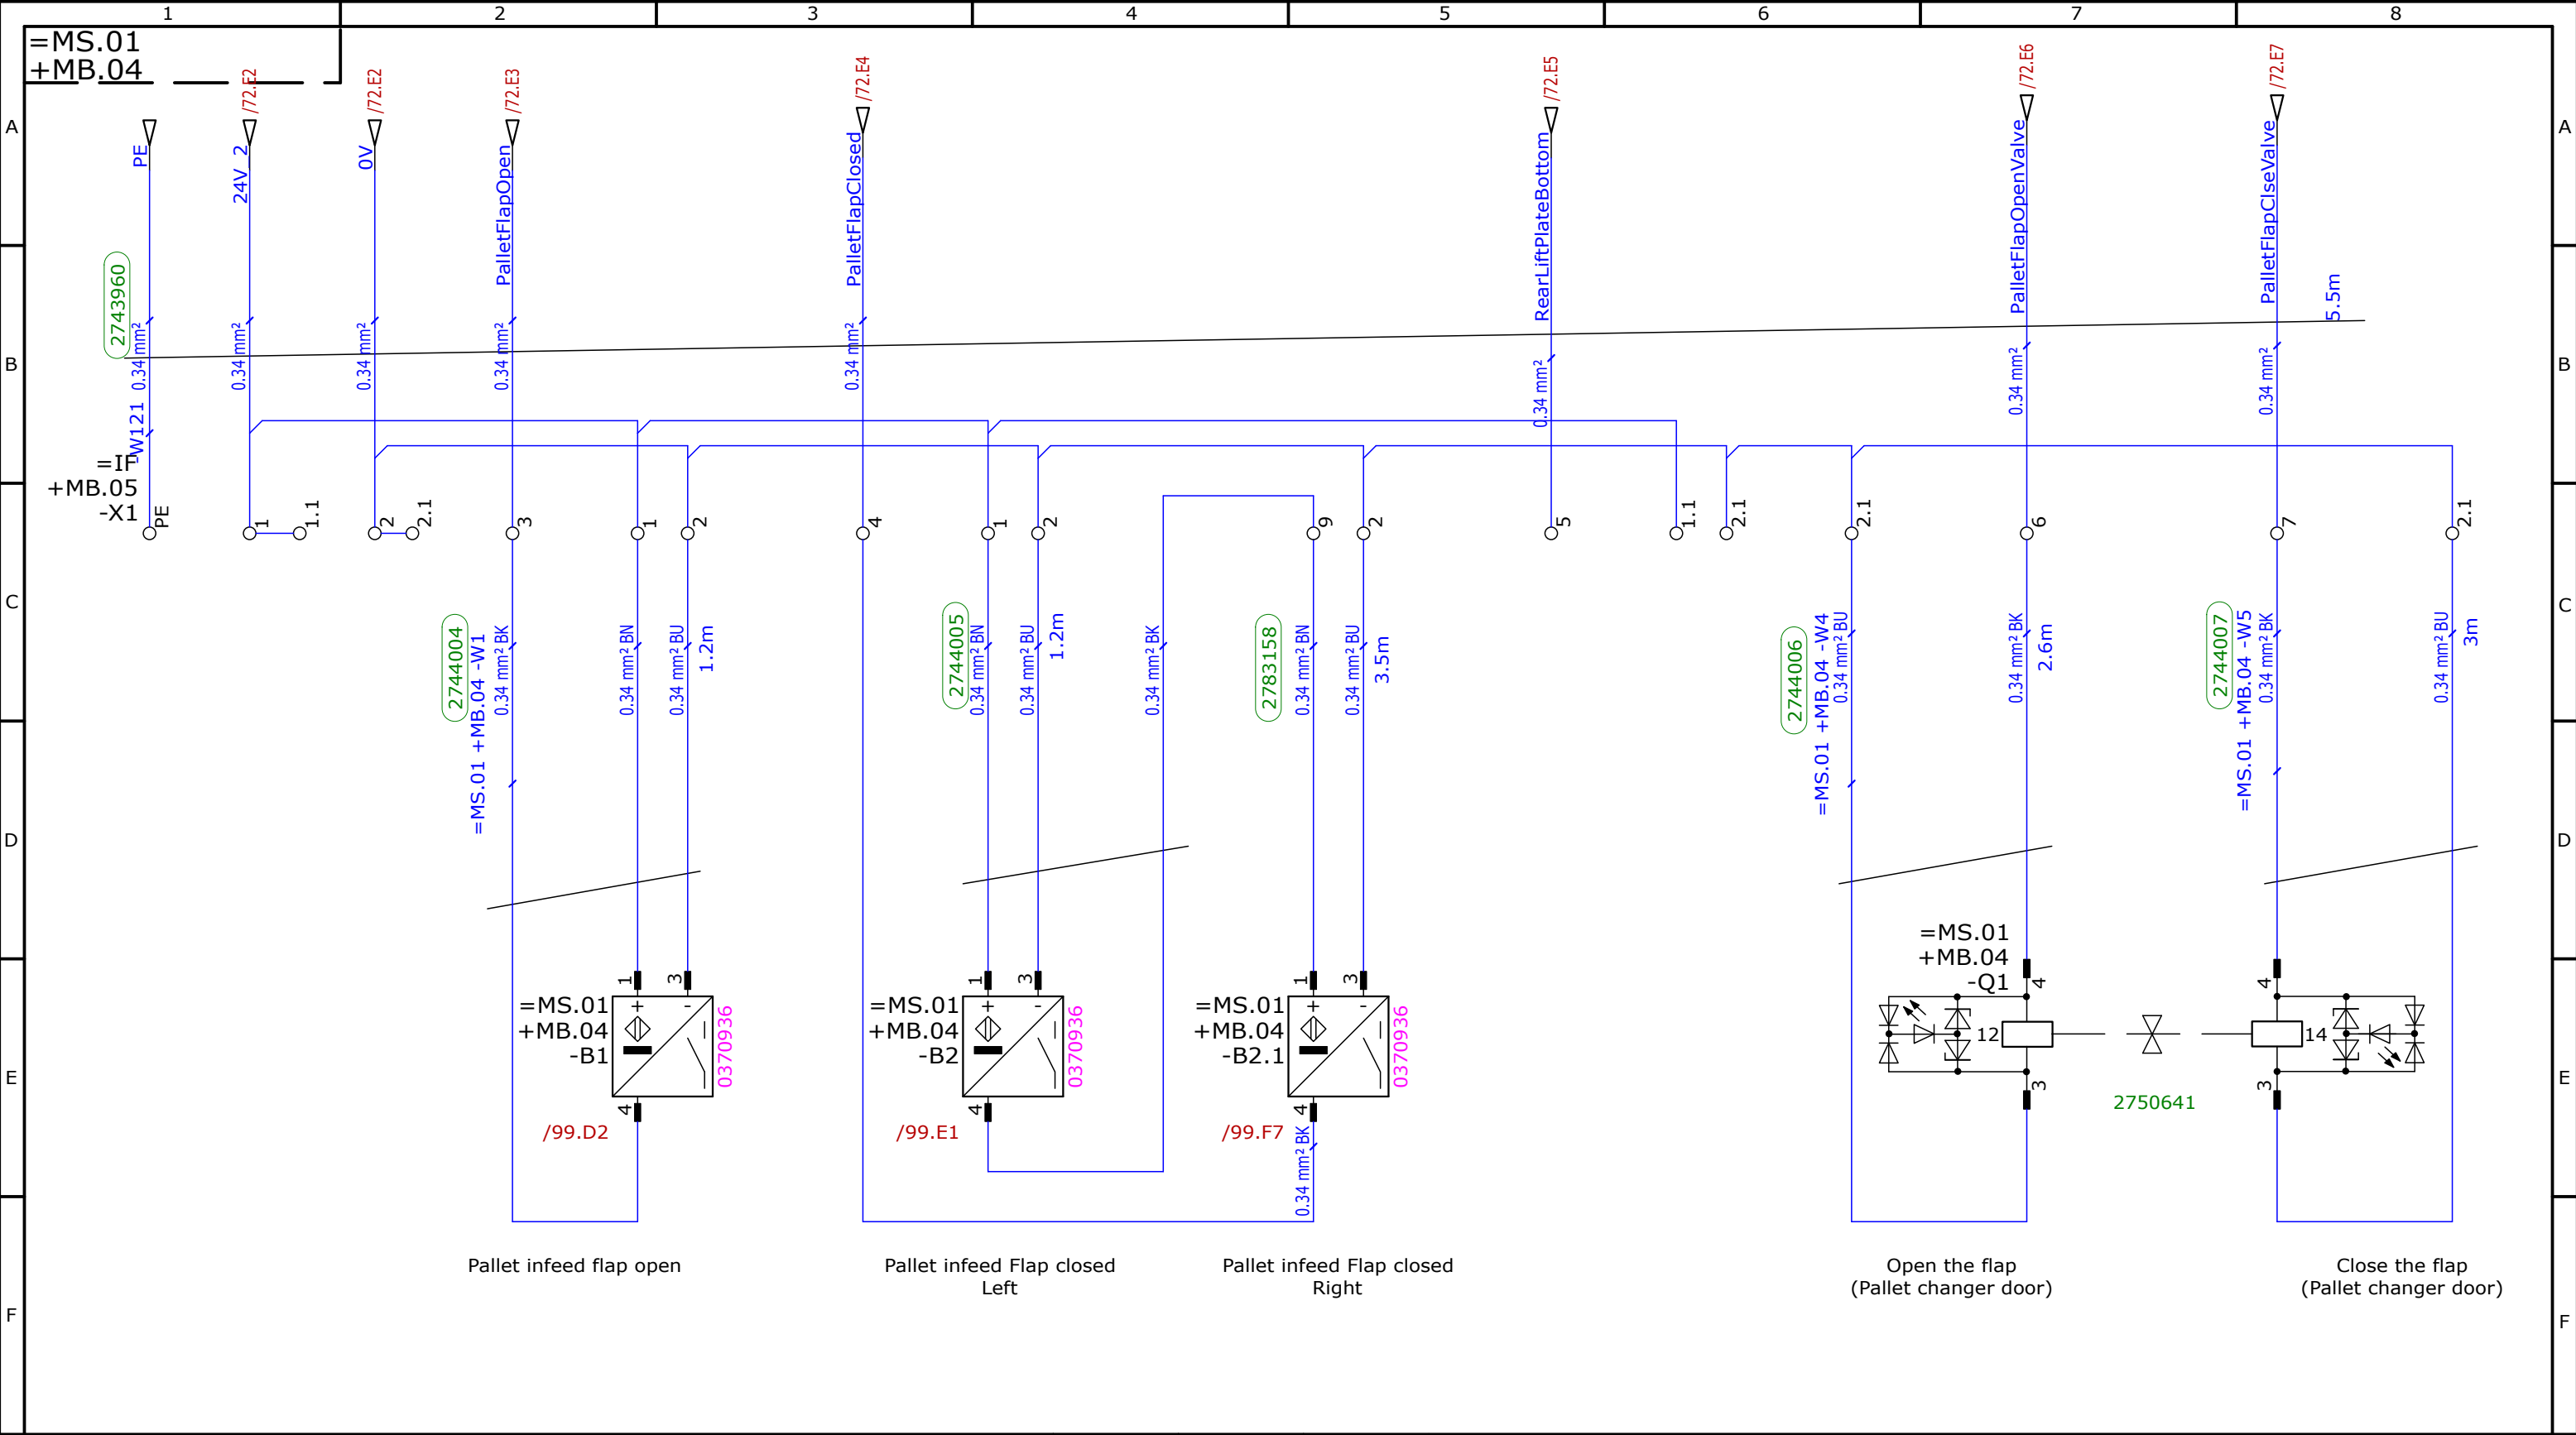 1 2 3 4 5 6 7 8
=MS.01
+MB.04
/72.E2
/72.E2
/72.E3
/72.E4
/72.E5
/72.E6
/72.E7
A
A
PE
24V 2
0V
PalletFlapOpen
PalletFlapClosed
RearLiftPlateBottom
PalletFlapOpenValve
PalletFlapClseValve
5.5m
2743960
B
B
0.34 mm²
0.34 mm²
0.34 mm²
0.34 mm²
0.34 mm²
0.34 mm²
0.34 mm²
0.34 mm²
-W121
=IF
+MB.05
-X1
PE
1
1.1
2
2.1
3
1
2
4
1
2
9
2
5
1.1
2.1
2.1
6
7
2.1
C
C
2744004
=MS.01 +MB.04 -W1
0.34 mm² BK
0.34 mm² BN
0.34 mm² BU
1.2m
2744005
0.34 mm² BN
0.34 mm² BU
1.2m
0.34 mm² BK
2783158
0.34 mm² BN
0.34 mm² BU
3.5m
2744006
=MS.01 +MB.04 -W4
0.34 mm² BU
0.34 mm² BK
2.6m
2744007
=MS.01 +MB.04 -W5
0.34 mm² BK
0.34 mm² BU
3m
D
D
=MS.01
+MB.04
-B1
1
3
+
-
4
0370936
/99.D2
=MS.01
+MB.04
-B2
1
3
+
-
4
0370936
/99.E1
=MS.01
+MB.04
-B2.1
1
3
+
-
4
0370936
/99.F7
0.34 mm² BK
=MS.01
+MB.04
-Q1
4
12
3
2750641
4
14
3
E
E
Pallet infeed flap open
Pallet infeed Flap closed
Left
Pallet infeed Flap closed
Right
Open the flap
(Pallet changer door)
Close the flap
(Pallet changer door)
F
F